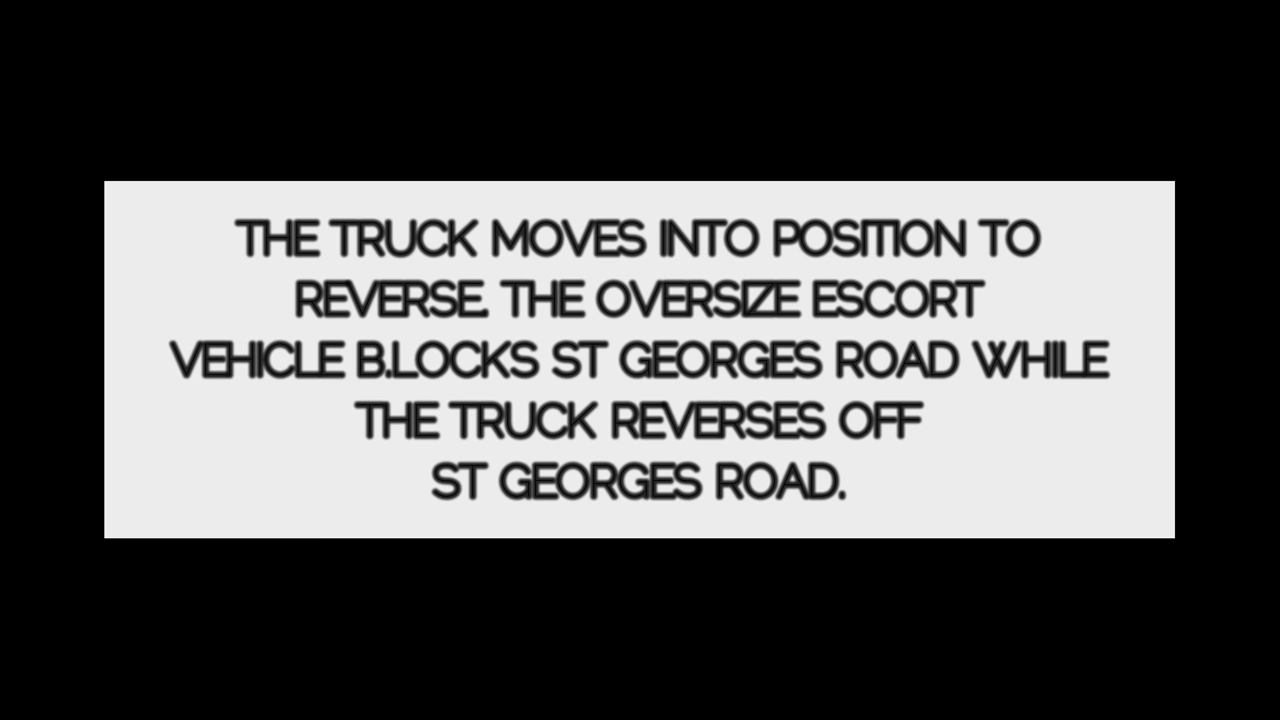 THE TRUCK MOVES INTO POSITION TO
REVERSE. THE OVERSIZE ESCORT
VEHICLE B.LOCKS ST GEORGES ROAD WHILE
THE TRUCK REVERSES OFF
ST GEORGES ROAD.